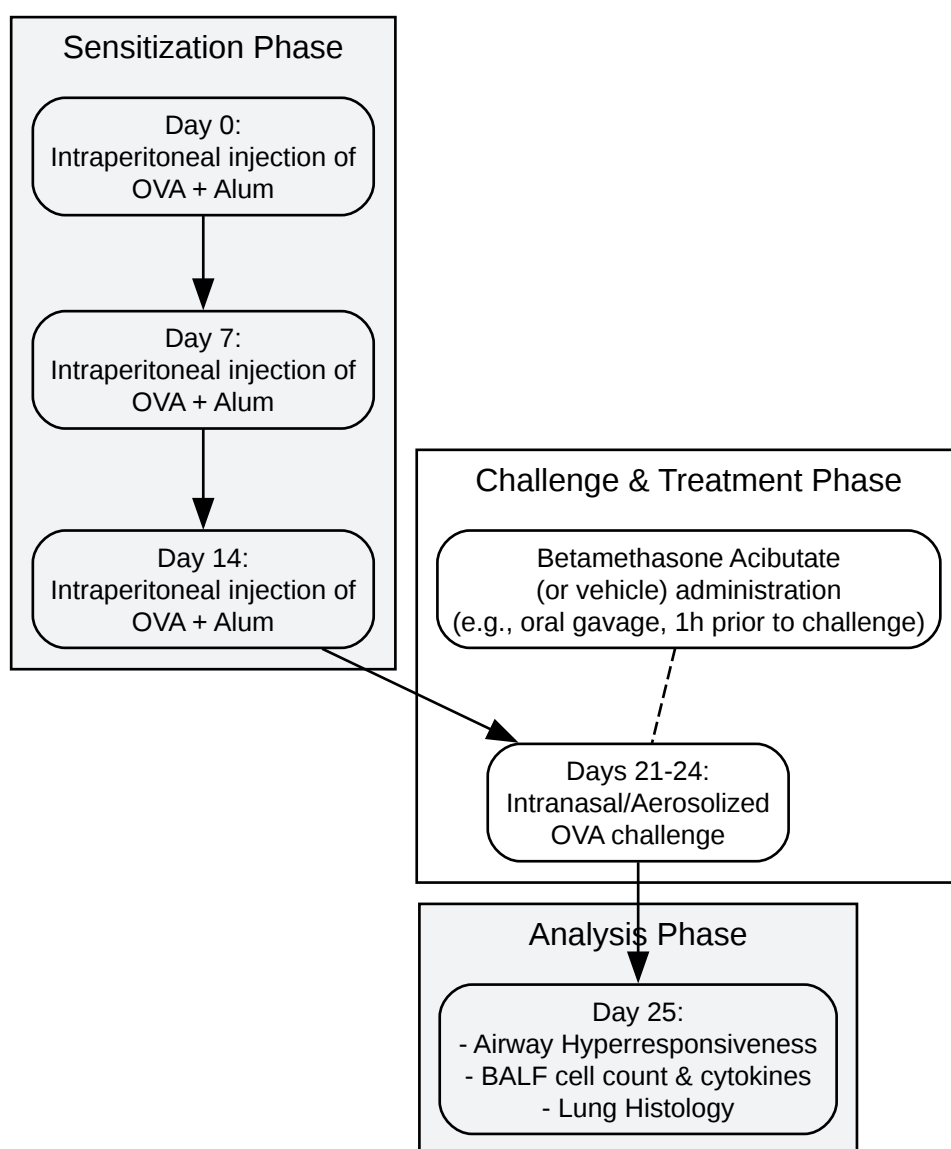 Sensitization Phase
Day 0:
Intraperitoneal injection of
OVA + Alum
Day 7:
Intraperitoneal injection of
OVA + Alum
Day 14:
Intraperitoneal injection of
OVA + Alum
Challenge & Treatment Phase
Betamethasone Acibutate
(or vehicle) administration
(e.g., oral gavage, 1h prior to challenge)
Days 21-24:
Intranasal/Aerosolized
OVA challenge
Analysis Phase
Day 25:
- Airway Hyperresponsiveness
- BALF cell count & cytokines
- Lung Histology